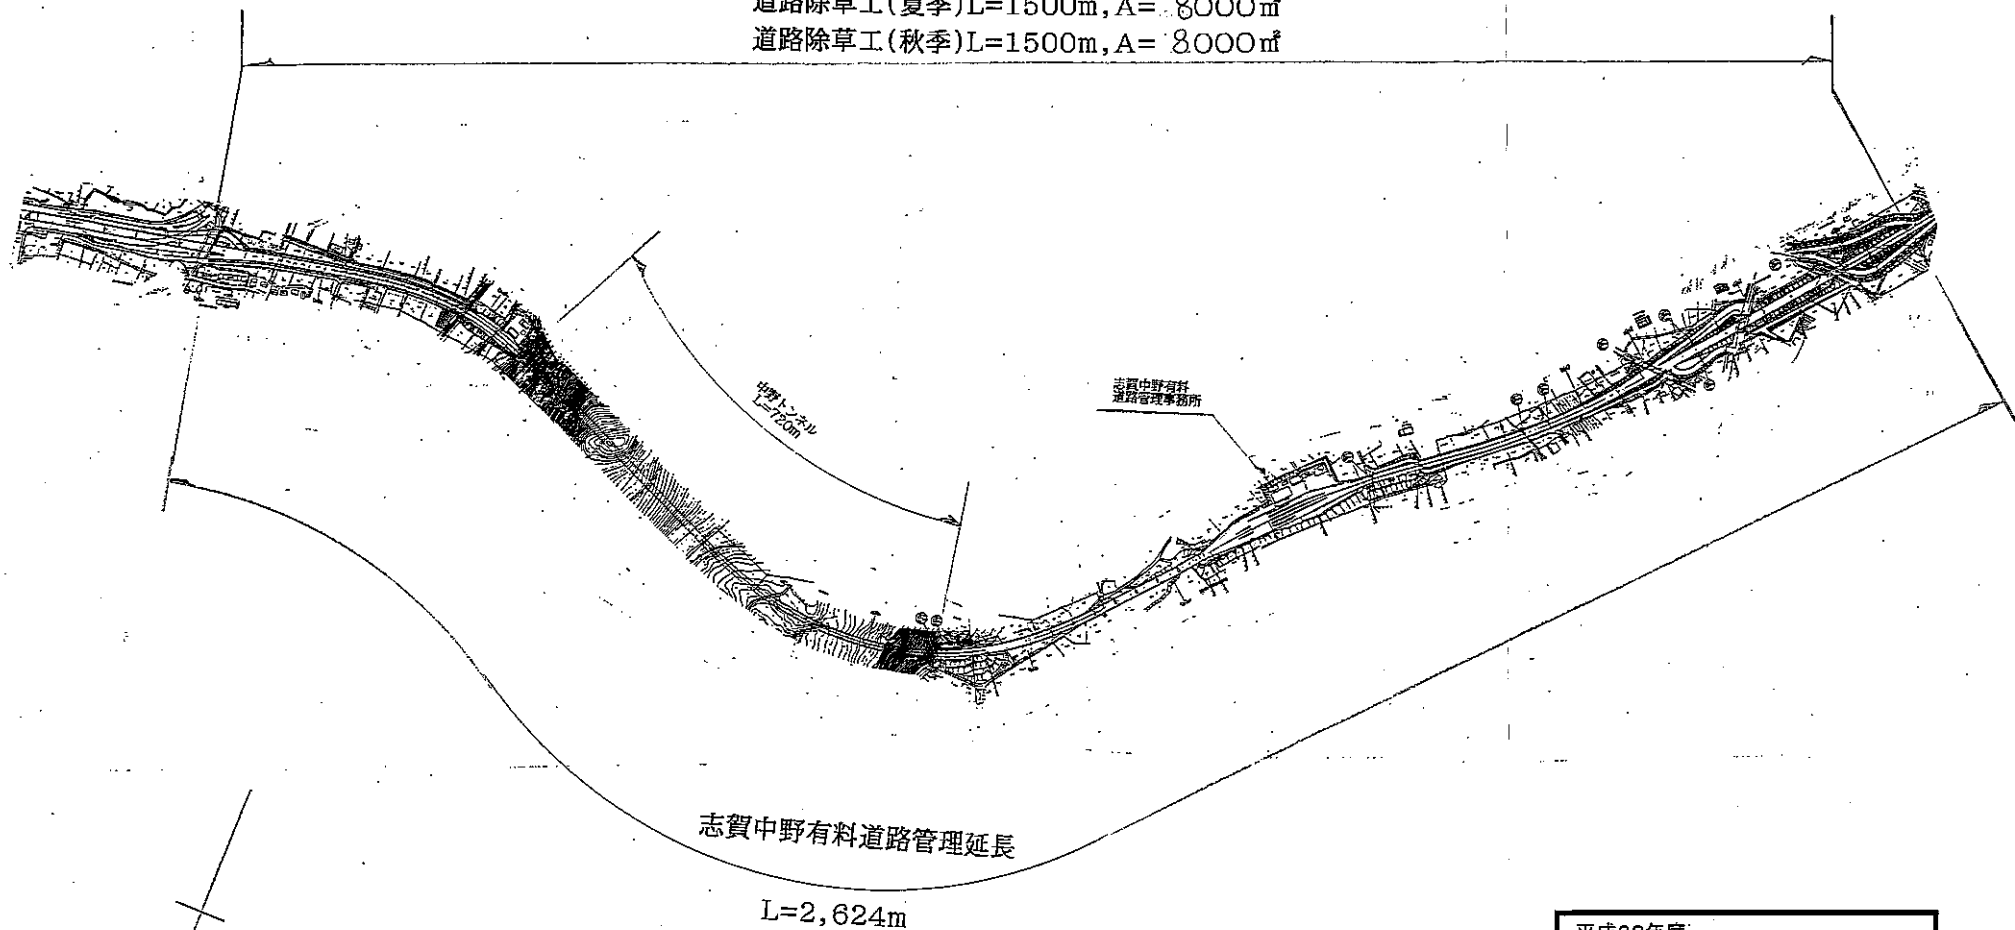 道路除草工(夏季)L=1500m,A= 8000㎡
道路除草工(秋季)L=1500m,A= 8000㎡
中野トンネル
L=720m
志賀中野有料
道路管理事務所
志賀中野有料道路管理延長
L=2,624m